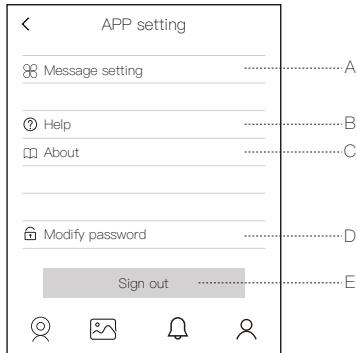 APP setting
Message setting A
Help B
About C
Modify password D
Sign out E